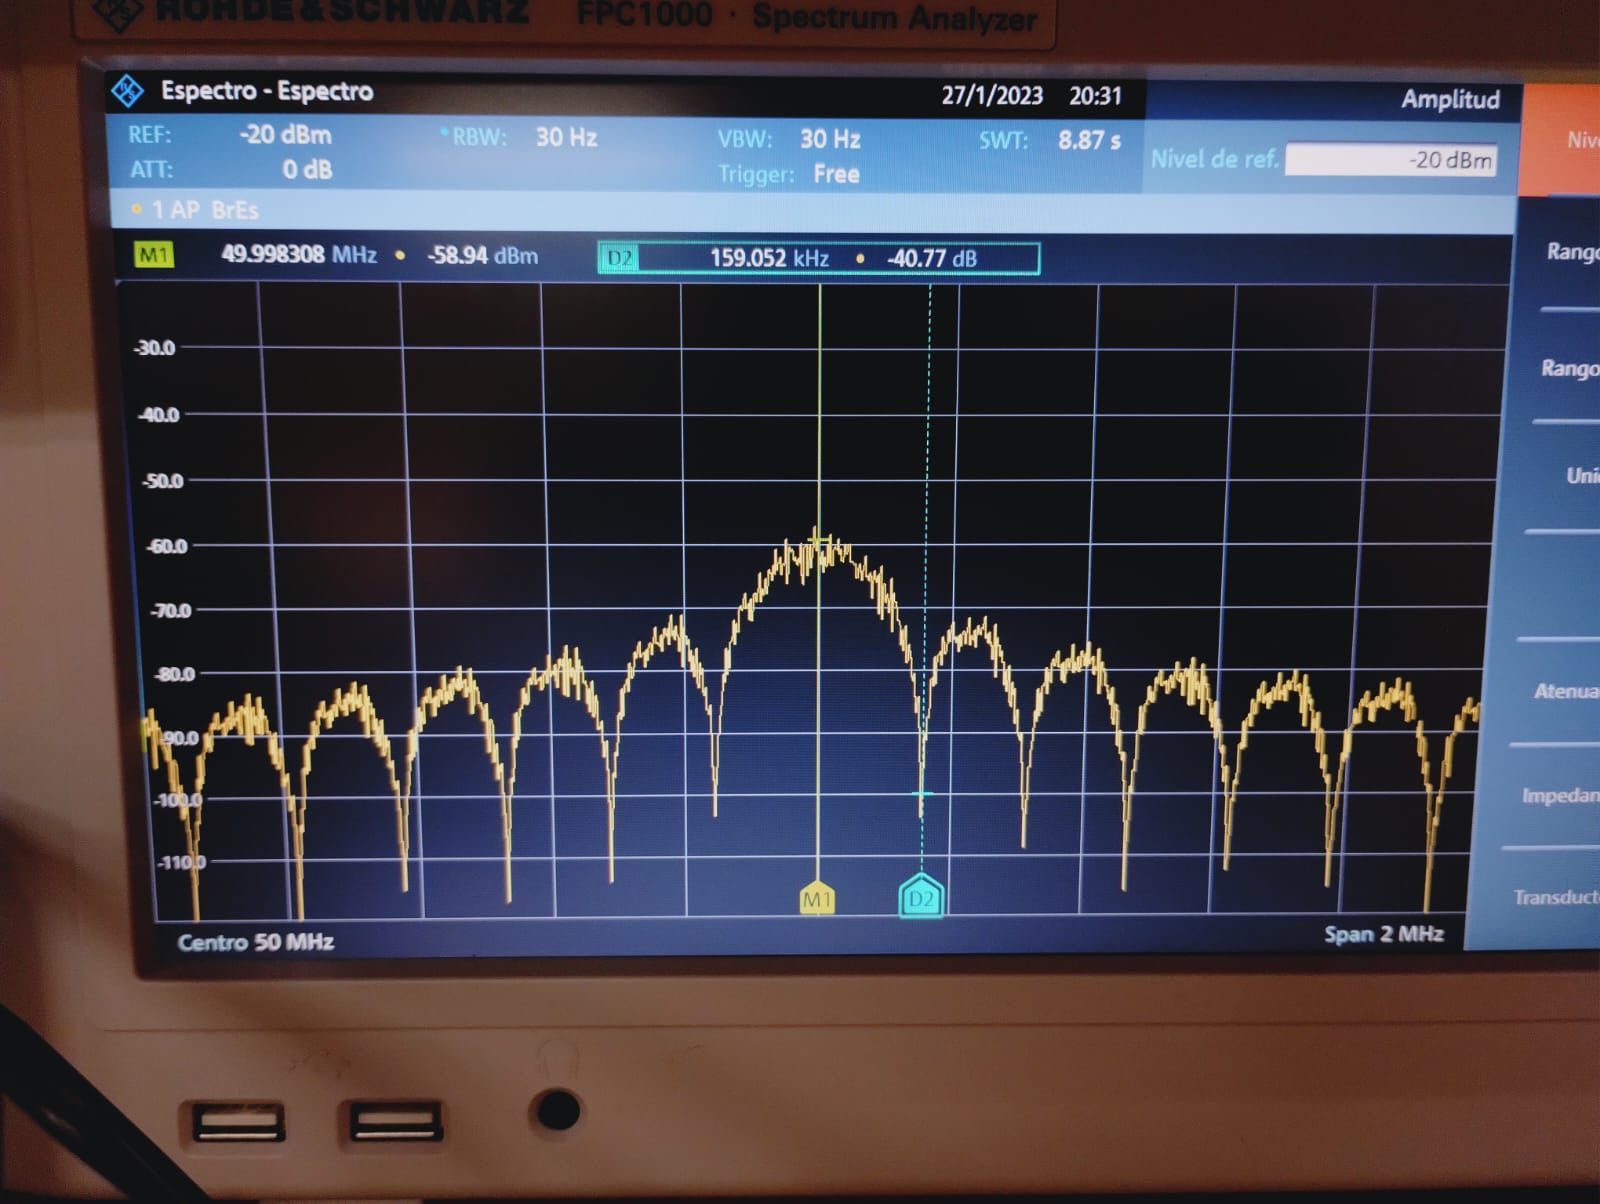 ROHDE & SCHWARZ FPC1000 · Spectrum Analyzer
Espectro - Espectro 27/1/2023 20:31 Amplitud
REF: -20 dBm RBW: 30 Hz VBW: 30 Hz SWT: 8.87 s
ATT: 0 dB Trigger: Free
Nivel de ref. -20 dBm
1 AP BrEs
M1 49.998308 MHz -58.94 dBm D2 159.052 kHz -40.77 dB
-30.0
-40.0
-50.0
-60.0
-70.0
-80.0
-90.0
-100.0
-110.0
M1 D2
Centro 50 MHz Span 2 MHz
Nive
Rango
Rango
Unid
Atenua
Impedan
Transduct